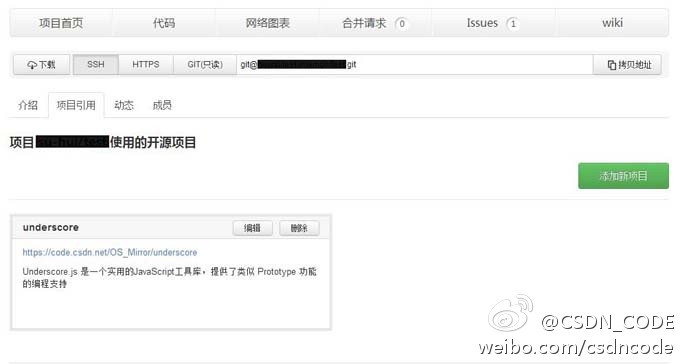 项目首页 代码 网络图表 合并请求 0 Issues 1 wiki
下载 SSH HTTPS GIT(只读) git@ git 拷贝地址
介绍 项目引用 动态 成员
项目 使用的开源项目
添加新项目
underscore 编辑 删除
https://code.csdn.net/OS_Mirror/underscore
Underscore.js 是一个实用的JavaScript工具库，提供了类似 Prototype 功能
的编程支持
@CSDN_CODE
weibo.com/csdncode